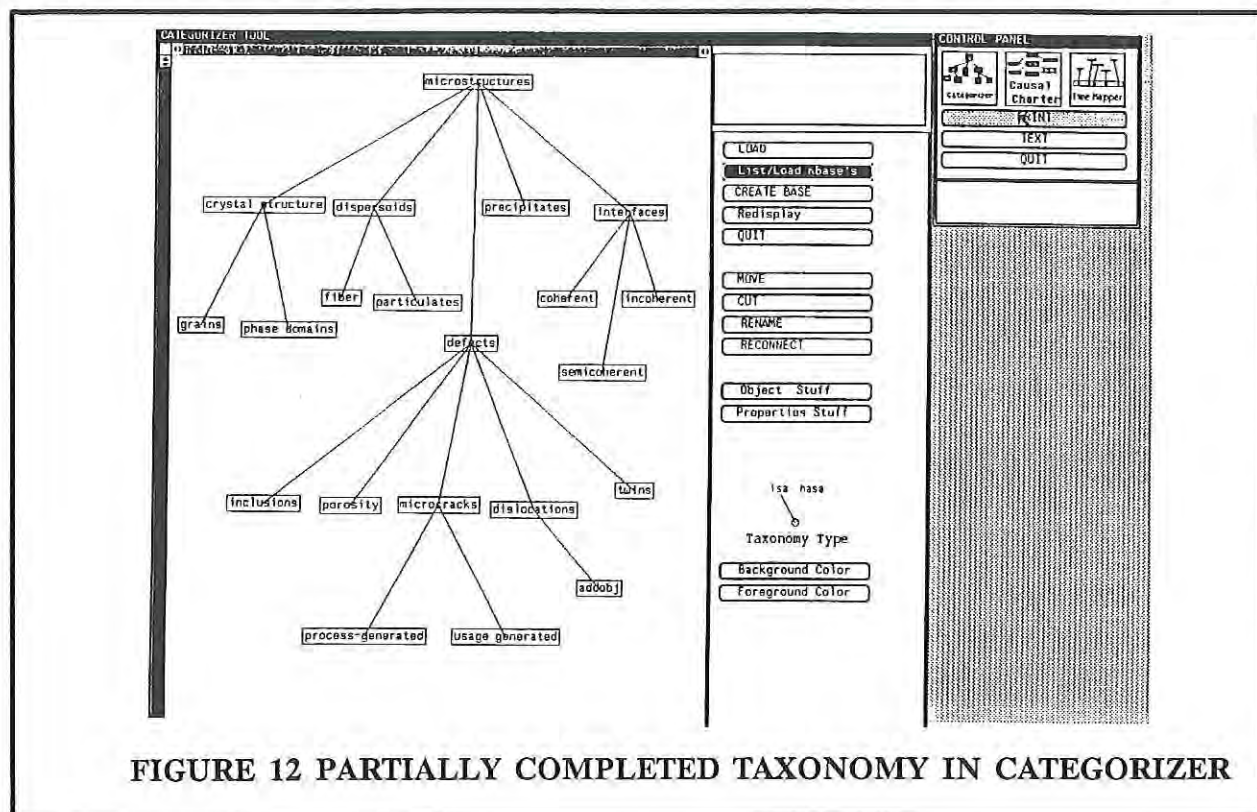 CATEGORIZER TOOL
microstructures
crystal structure
dispersoids
precipitates
interfaces
grains
phase domains
fiber
particulates
coherent
incoherent
semicoherent
defects
inclusions
porosity
microcracks
dislocations
twins
addobj
process-generated
usage generated
LOAD
List/Load kbase's
CREATE BASE
Redisplay
QUIT
MOVE
CUT
RENAME
RECONNECT
Object Stuff
Properties Stuff
isa hasa
Taxonomy Type
Background Color
Foreground Color
CONTROL PANEL
Categorizer
Causal
Charter
Tree Mapper
PRINT
TEXT
QUIT
FIGURE 12 PARTIALLY COMPLETED TAXONOMY IN CATEGORIZER